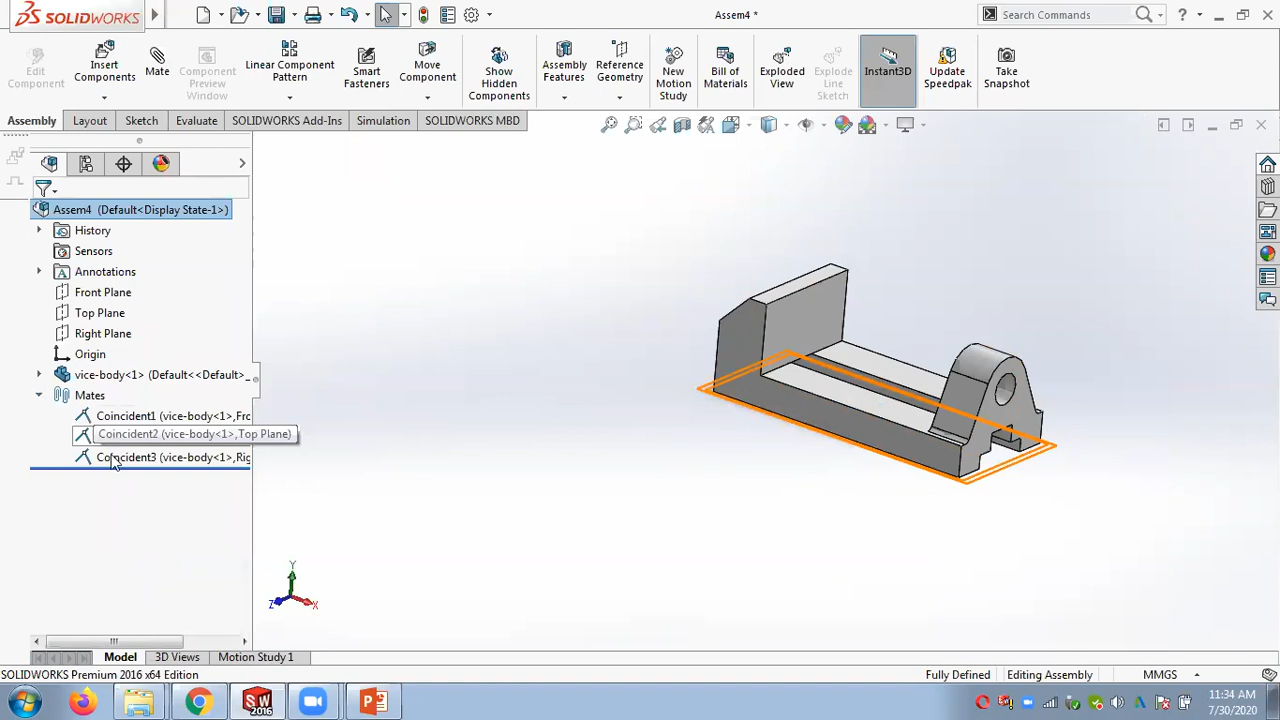 SOLIDWORKS
Assem4 *
Search Commands
Edit Component
Insert Components
Mate
Component Preview Window
Linear Component Pattern
Smart Fasteners
Move Component
Show Hidden Components
Assembly Features
Reference Geometry
New Motion Study
Bill of Materials
Exploded View
Explode Line Sketch
Instant3D
Update Speedpak
Take Snapshot
Assembly Layout Sketch Evaluate SOLIDWORKS Add-Ins Simulation SOLIDWORKS MBD
Assem4 (Default<Display State-1>)
History
Sensors
Annotations
Front Plane
Top Plane
Right Plane
Origin
vice-body<1> (Default<<Default>_
Mates
Coincident1 (vice-body<1>,Fro
Coincident2 (vice-body<1>,Top Plane)
Coincident3 (vice-body<1>,Rig
Y
Z X
Model 3D Views Motion Study 1
SOLIDWORKS Premium 2016 x64 Edition Fully Defined Editing Assembly MMGS
SW 2016
11:34 AM
7/30/2020